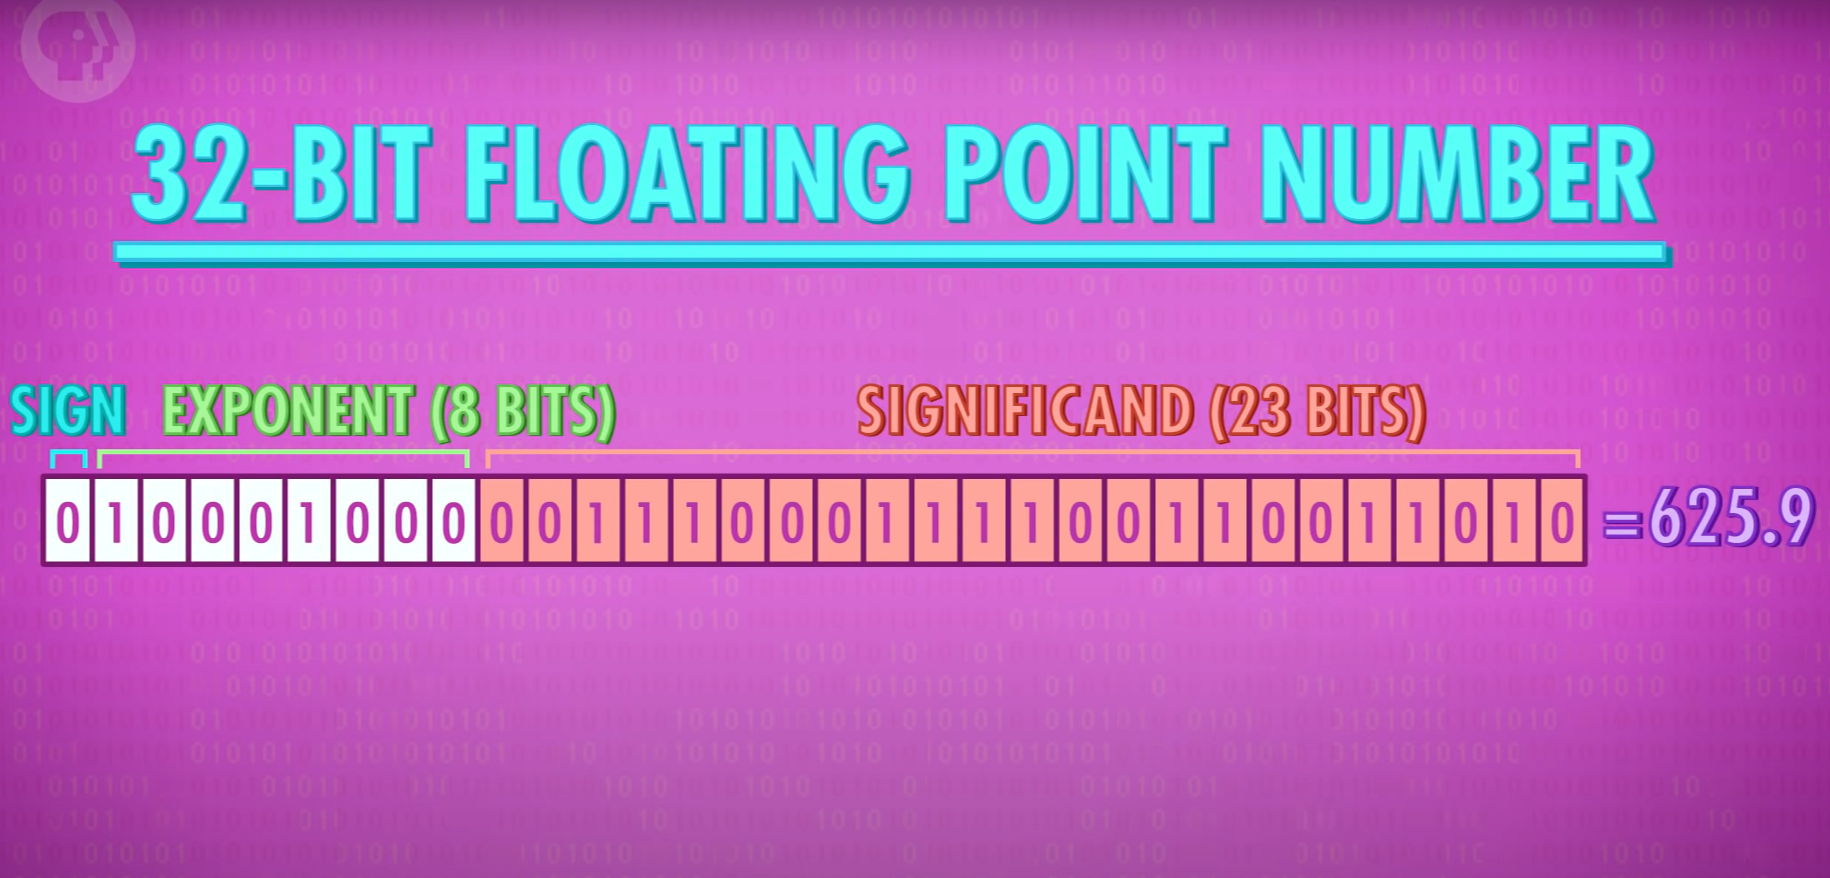 32-BIT FLOATING POINT NUMBER
SIGN EXPONENT (8 BITS) SIGNIFICAND (23 BITS)
0 1 0 0 0 1 0 0 0 0 0 1 1 1 0 0 0 1 1 1 1 0 0 1 1 0 0 1 1 0 1 0 =625.9